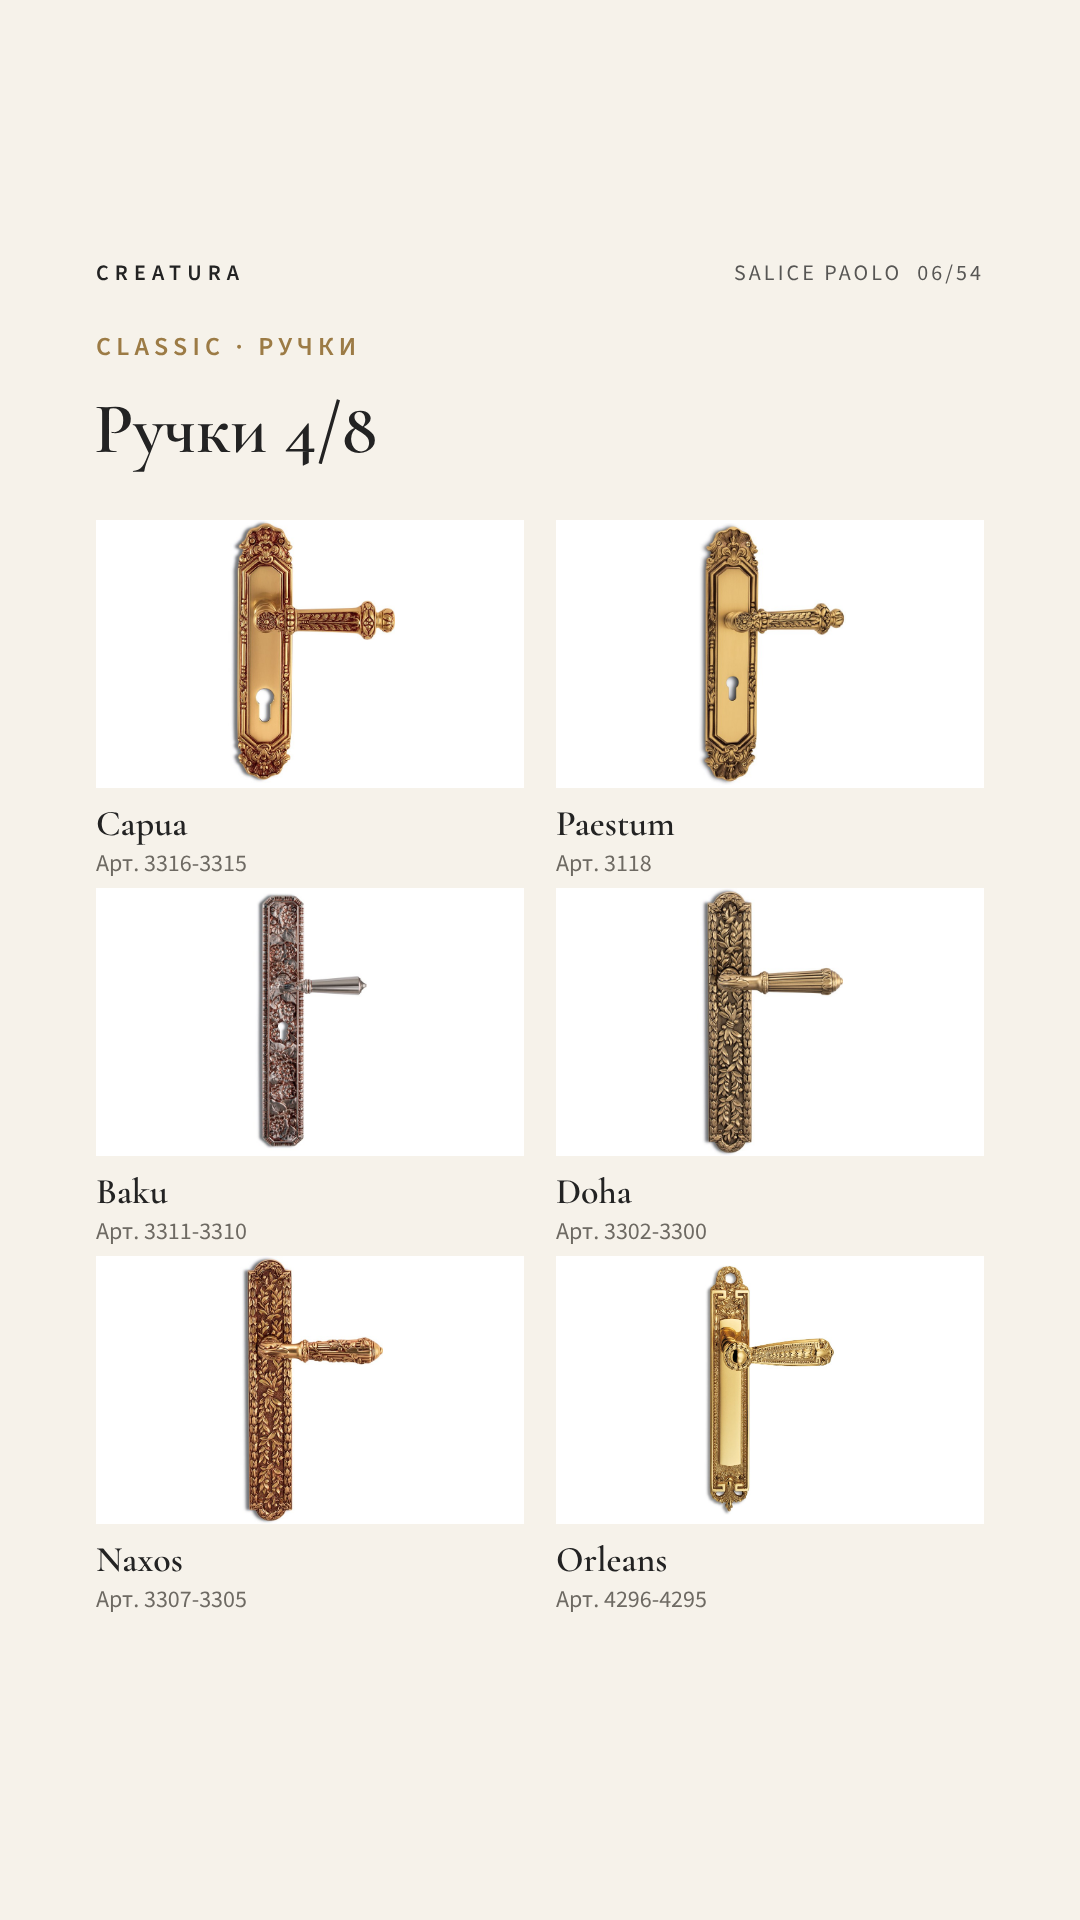 CREATURA
SALICE PAOLO 06/54
CLASSIC · РУЧКИ
Ручки 4/8
Capua
Арт. 3316-3315
Paestum
Арт. 3118
Baku
Арт. 3311-3310
Doha
Арт. 3302-3300
Naxos
Арт. 3307-3305
Orleans
Арт. 4296-4295